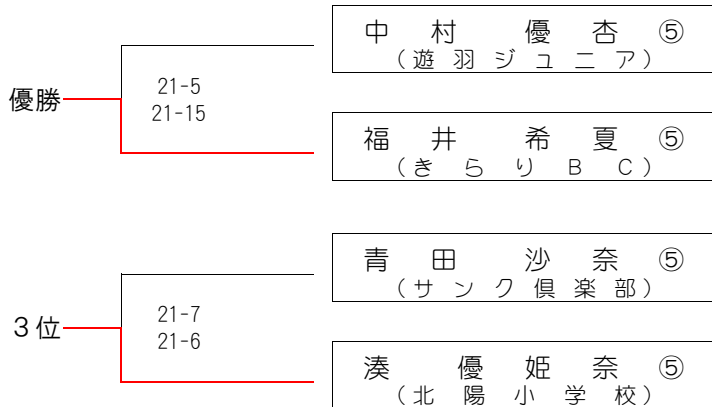 中村 優杏 ⑤
(遊羽ジュニア)
優勝
21-5
21-15
福井 希夏 ⑤
(きらりBC)
青田 沙奈 ⑤
(サンク倶楽部)
3位
21-7
21-6
湊 優姫奈 ⑤
(北陽小学校)